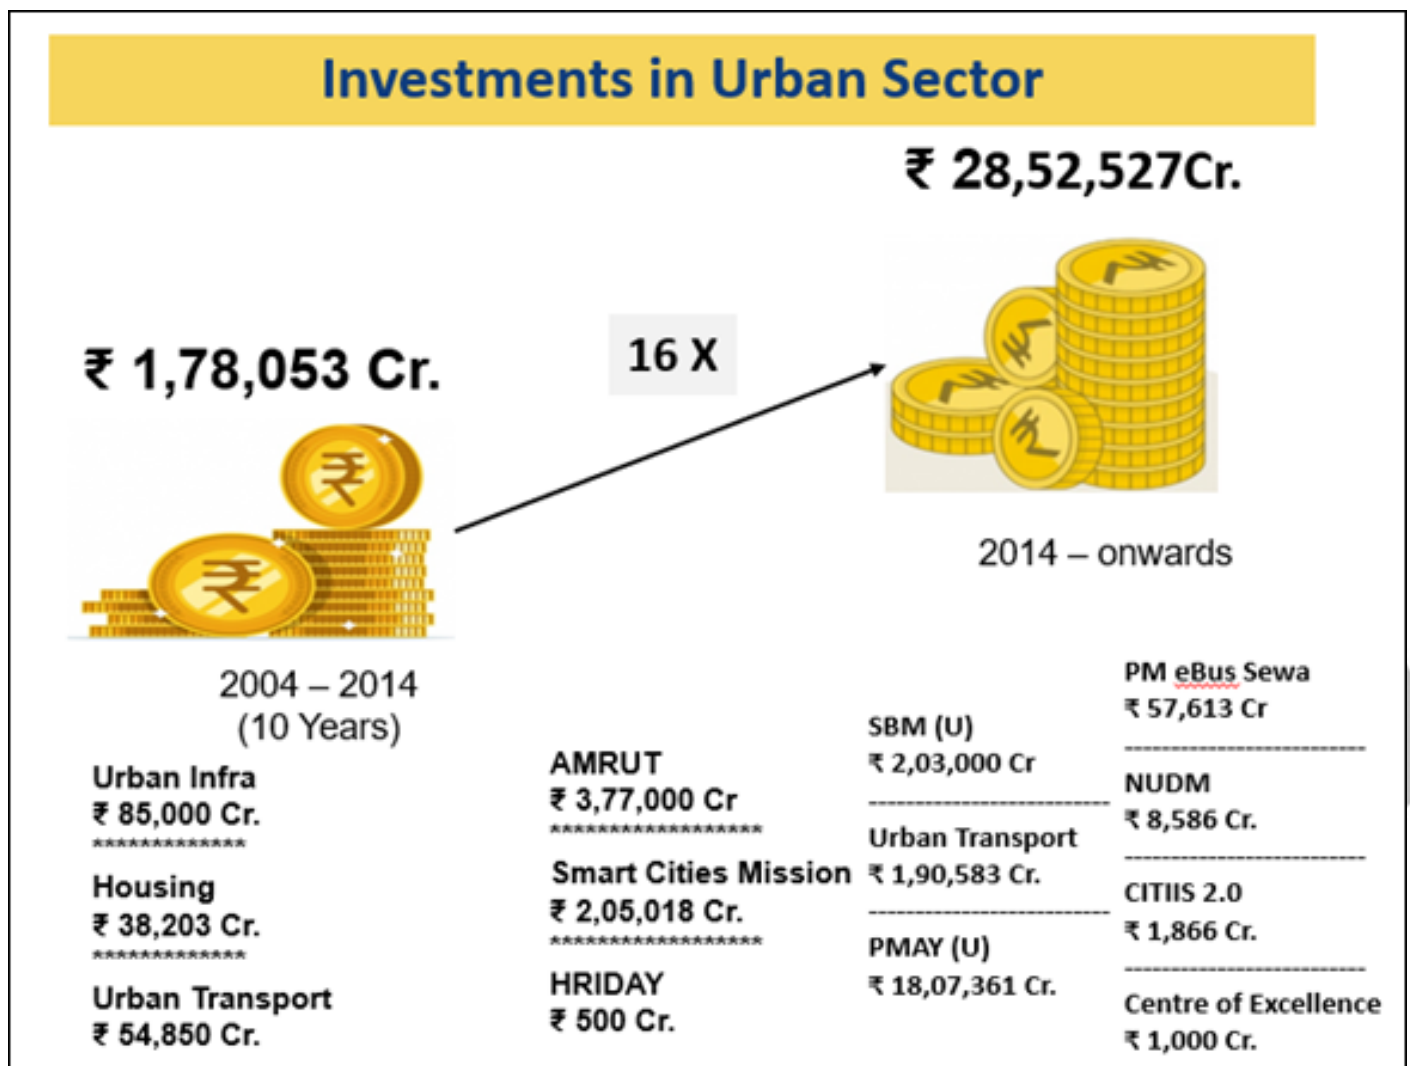 Investments in Urban Sector
₹ 28,52,527Cr.
₹ 1,78,053 Cr.
16 X
2014 – onwards
2004 – 2014
(10 Years)
Urban Infra
₹ 85,000 Cr.
*************
Housing
₹ 38,203 Cr.
*************
Urban Transport
₹ 54,850 Cr.
AMRUT
₹ 3,77,000 Cr
******************
Smart Cities Mission
₹ 2,05,018 Cr.
******************
HRIDAY
₹ 500 Cr.
SBM (U)
₹ 2,03,000 Cr
--------------------------
Urban Transport
₹ 1,90,583 Cr.
--------------------------
PMAY (U)
₹ 18,07,361 Cr.
PM eBus Sewa
₹ 57,613 Cr
--------------------------
NUDM
₹ 8,586 Cr.
--------------------------
CITIIS 2.0
₹ 1,866 Cr.
--------------------------
Centre of Excellence
₹ 1,000 Cr.